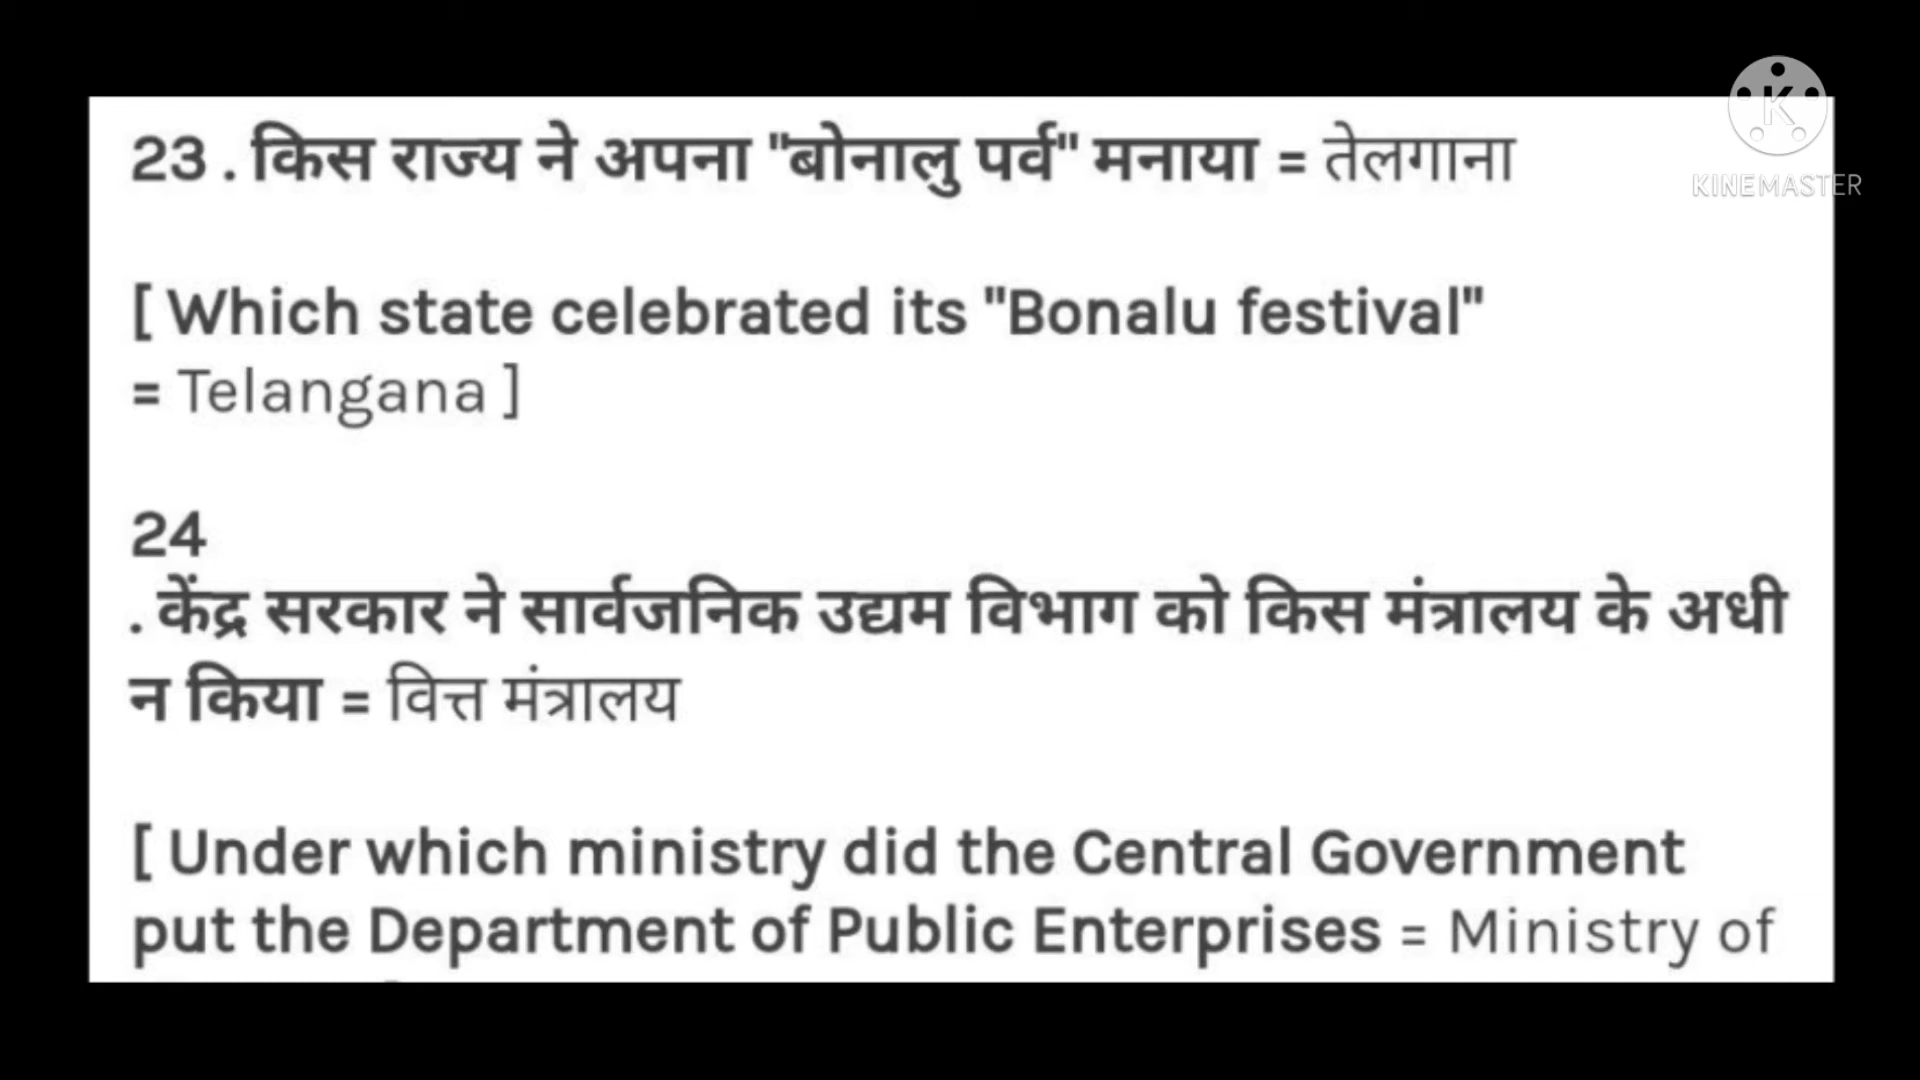 23 . किस राज्य ने अपना "बोनालु पर्व" मनाया = तेलगाना
KINEMASTER
[ Which state celebrated its "Bonalu festival"
= Telangana ]
24
. केंद्र सरकार ने सार्वजनिक उद्यम विभाग को किस मंत्रालय के अधी
न किया = वित्त मंत्रालय
[ Under which ministry did the Central Government
put the Department of Public Enterprises = Ministry of